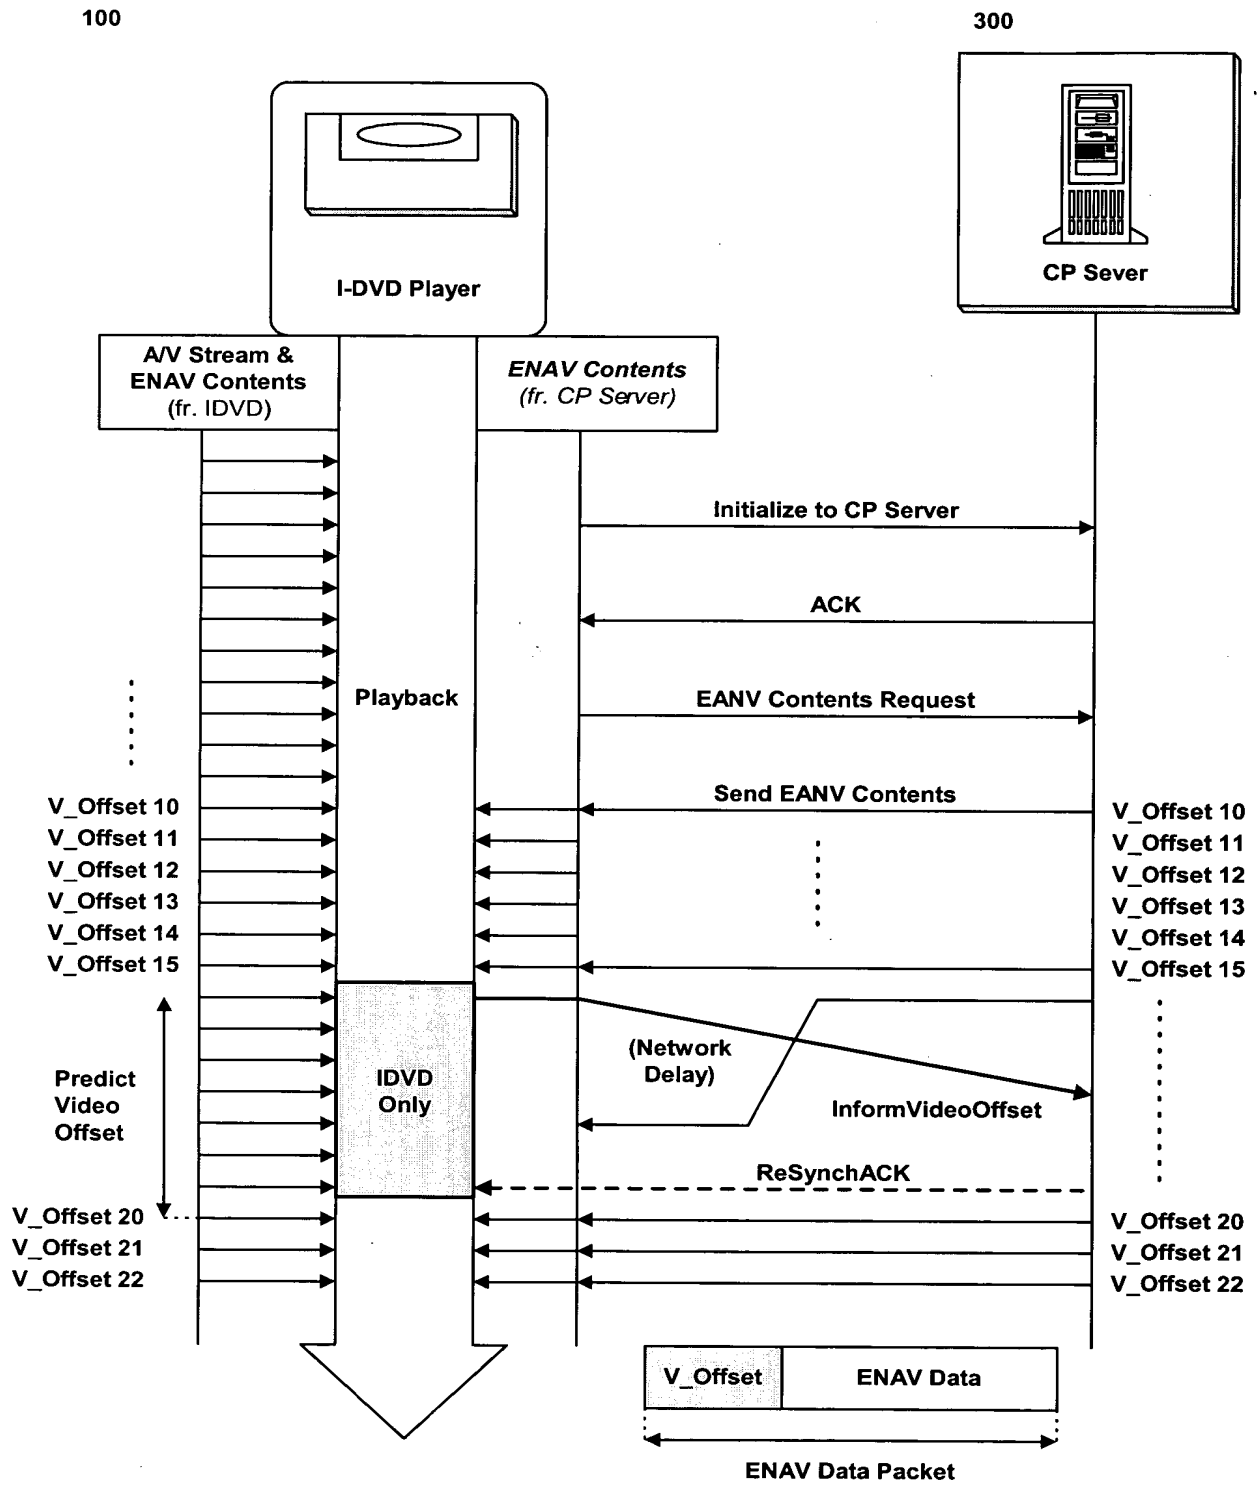 100
300
I-DVD Player
CP Sever
A/V Stream &
ENAV Contents
(fr. IDVD)
ENAV Contents
(fr. CP Server)
Initialize to CP Server
ACK
Playback
EANV Contents Request
Send EANV Contents
V_Offset 10
V_Offset 11
V_Offset 12
V_Offset 13
V_Offset 14
V_Offset 15
V_Offset 10
V_Offset 11
V_Offset 12
V_Offset 13
V_Offset 14
V_Offset 15
Predict
Video
Offset
IDVD
Only
(Network
Delay)
InformVideoOffset
ReSynchACK
V_Offset 20
V_Offset 21
V_Offset 22
V_Offset 20
V_Offset 21
V_Offset 22
V_Offset
ENAV Data
ENAV Data Packet